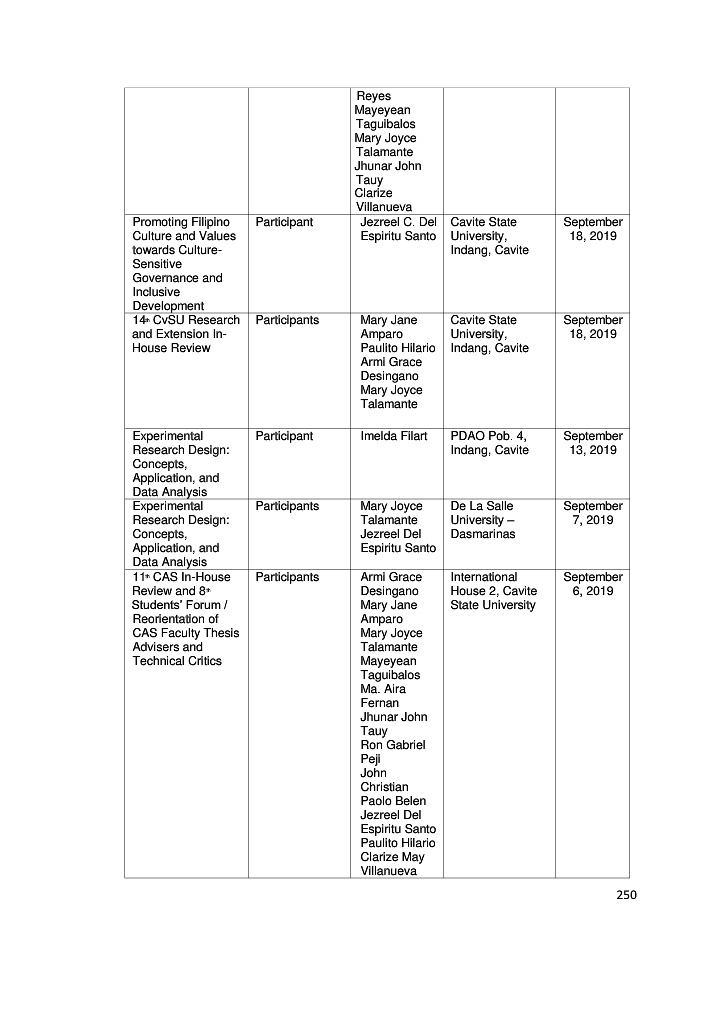 Reyes
Mayeyean
Taguibalos
Mary Joyce
Talamante
Jhunar John
Tauy
Clarize
Villanueva
Promoting Filipino
Culture and Values
towards Culture-
Sensitive
Governance and
Inclusive
Development
Participant
Jezreel C. Del
Espiritu Santo
Cavite State
University,
Indang, Cavite
September
18, 2019
14th CvSU Research
and Extension In-
House Review
Participants
Mary Jane
Amparo
Paulito Hilario
Armi Grace
Desingano
Mary Joyce
Talamante
Cavite State
University,
Indang, Cavite
September
18, 2019
Experimental
Research Design:
Concepts,
Application, and
Data Analysis
Participant
Imelda Filart
PDAO Pob. 4,
Indang, Cavite
September
13, 2019
Experimental
Research Design:
Concepts,
Application, and
Data Analysis
Participants
Mary Joyce
Talamante
Jezreel Del
Espiritu Santo
De La Salle
University –
Dasmarinas
September
7, 2019
11th CAS In-House
Review and 8th
Students’ Forum /
Reorientation of
CAS Faculty Thesis
Advisers and
Technical Critics
Participants
Armi Grace
Desingano
Mary Jane
Amparo
Mary Joyce
Talamante
Mayeyean
Taguibalos
Ma. Aira
Fernan
Jhunar John
Tauy
Ron Gabriel
Peji
John
Christian
Paolo Belen
Jezreel Del
Espiritu Santo
Paulito Hilario
Clarize May
Villanueva
International
House 2, Cavite
State University
September
6, 2019
250